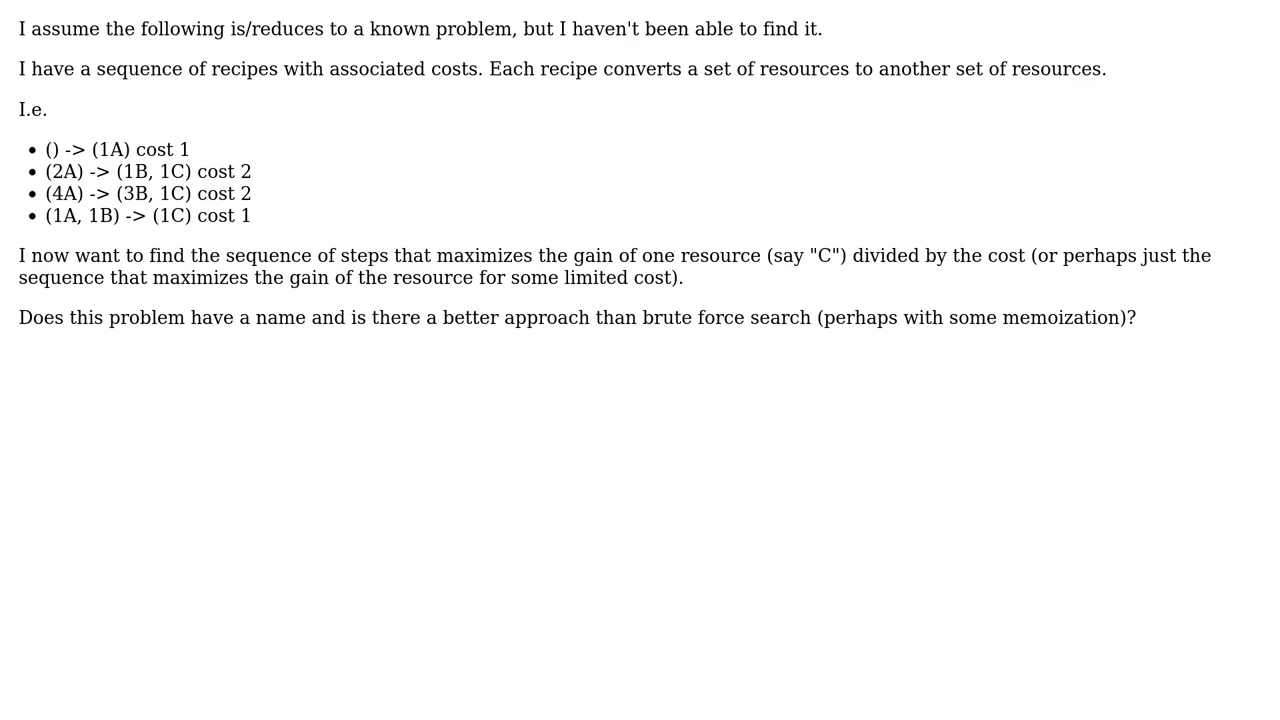 I assume the following is/reduces to a known problem, but I haven't been able to find it.
I have a sequence of recipes with associated costs. Each recipe converts a set of resources to another set of resources.
I.e.
• () -> (1A) cost 1
• (2A) -> (1B, 1C) cost 2
• (4A) -> (3B, 1C) cost 2
• (1A, 1B) -> (1C) cost 1
I now want to find the sequence of steps that maximizes the gain of one resource (say "C") divided by the cost (or perhaps just the
sequence that maximizes the gain of the resource for some limited cost).
Does this problem have a name and is there a better approach than brute force search (perhaps with some memoization)?